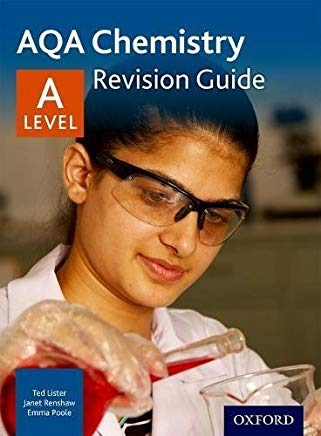 AQA Chemistry
A
LEVEL
Revision Guide
Ted Lister
Janet Renshaw
Emma Poole
OXFORD